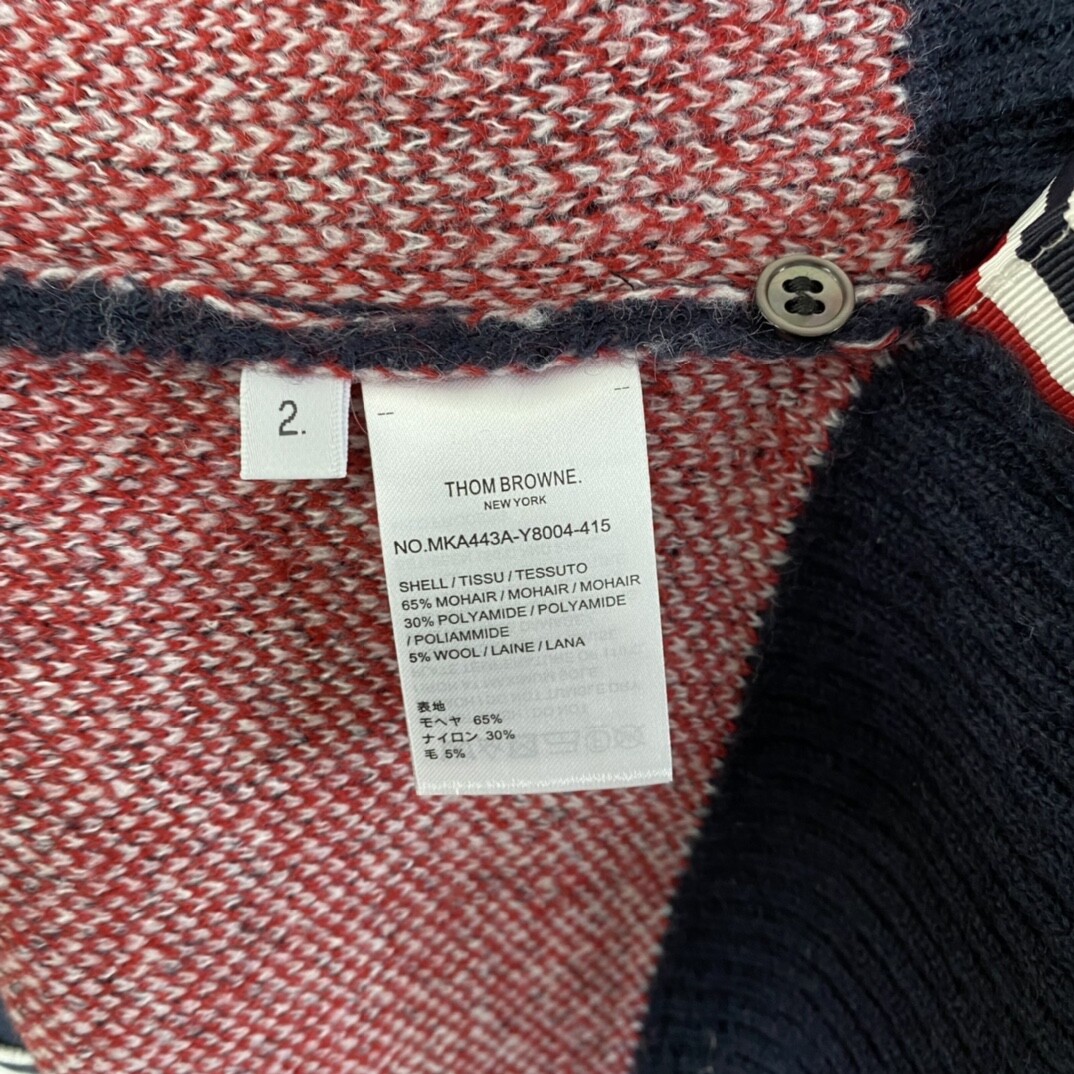 2.
THOM BROWNE.
NEW YORK
NO.MKA443A-Y8004-415
SHELL / TISSU / TESSUTO
65% MOHAIR / MOHAIR / MOHAIR
30% POLYAMIDE / POLYAMIDE
/ POLIAMMIDE
5% WOOL / LAINE / LANA
表地
モヘヤ 65%
ナイロン 30%
毛 5%